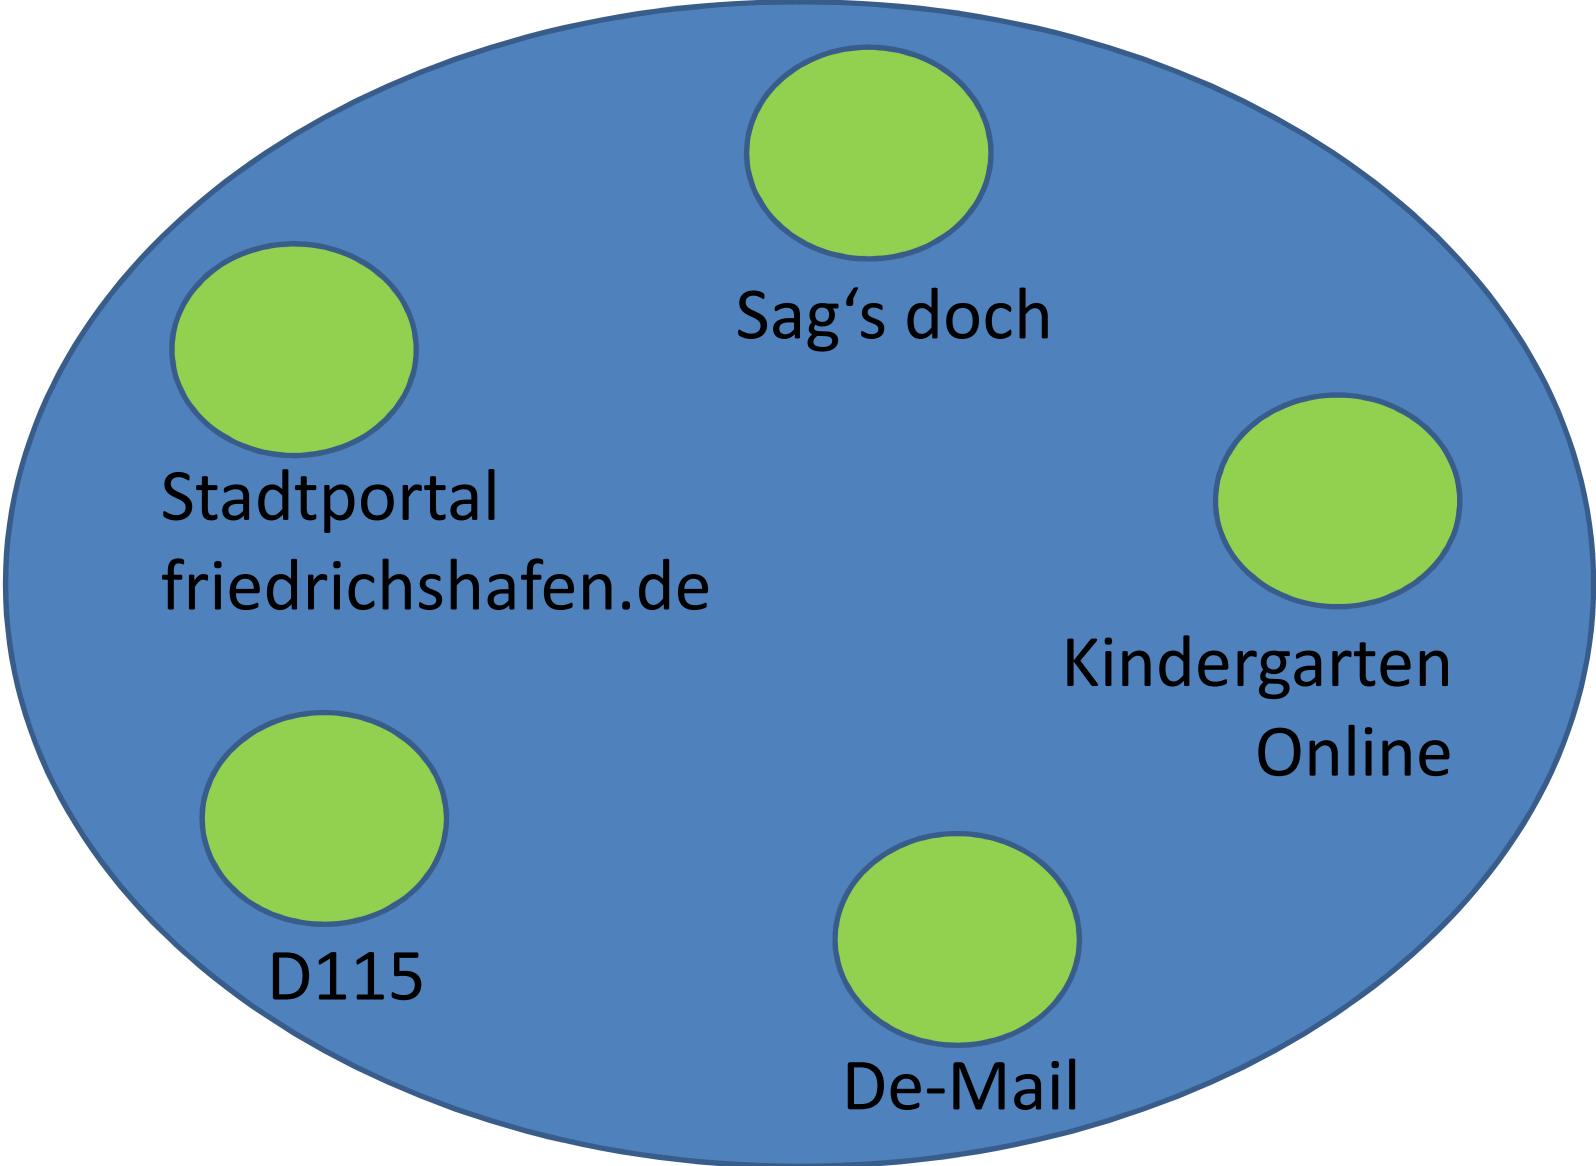 Sag‘s doch
Stadtportal
friedrichshafen.de
Kindergarten
Online
D115
De-Mail